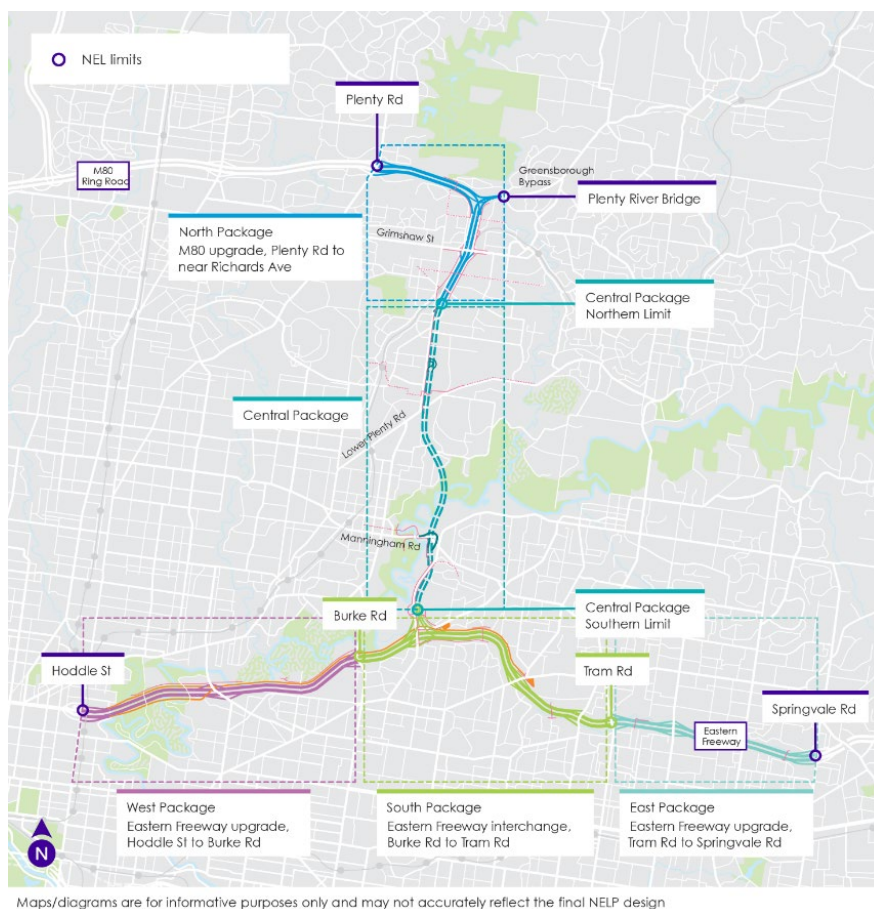 NEL limits
Plenty Rd
M80
Ring Road
Greensborough
Bypass
Plenty River Bridge
North Package
M80 upgrade, Plenty Rd to
near Richards Ave
Grimshaw St
Central Package
Northern Limit
Central Package
Lower Plenty Rd
Manningham Rd
Burke Rd
Central Package
Southern Limit
Hoddle St
Tram Rd
Springvale Rd
Eastern
Freeway
West Package
Eastern Freeway upgrade,
Hoddle St to Burke Rd
South Package
Eastern Freeway interchange,
Burke Rd to Tram Rd
East Package
Eastern Freeway upgrade,
Tram Rd to Springvale Rd
N
Maps/diagrams are for informative purposes only and may not accurately reflect the final NELP design